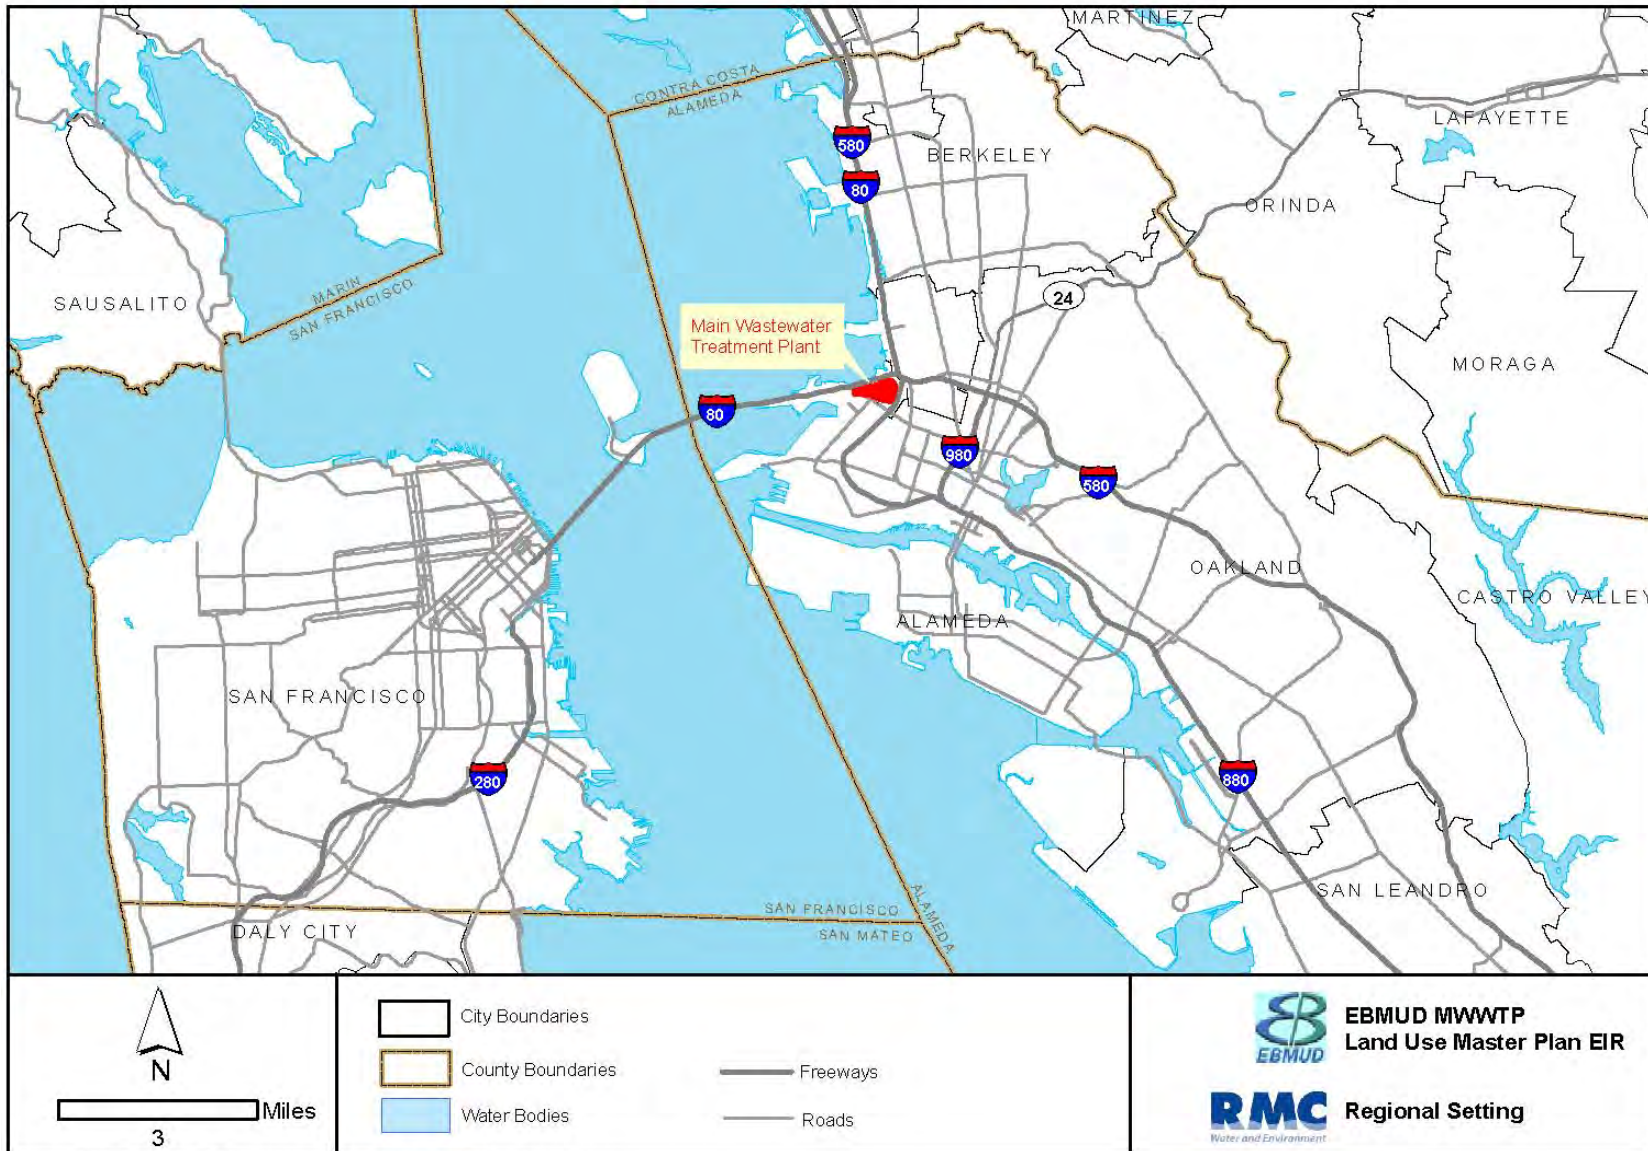 MARTINEZ
CONTRA COSTA
ALAMEDA
LAFAYETTE
580
BERKELEY
80
ORINDA
24
SAUSALITO
MARIN
SAN FRANCISCO
Main Wastewater
Treatment Plant
MORAGA
80
980
580
OAKLAND
CASTRO VALLEY
ALAMEDA
SAN FRANCISCO
280
880
SAN LEANDRO
SAN FRANCISCO
SAN MATEO
ALAMEDA
DALY CITY
N
Miles
3
City Boundaries
County Boundaries
Water Bodies
Freeways
Roads
EBMUD
EBMUD MWWTP
Land Use Master Plan EIR
RMC
Water and Environment
Regional Setting